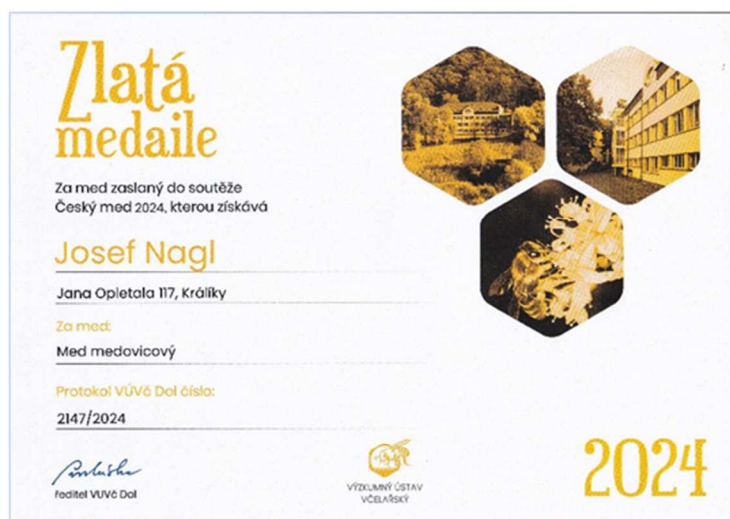 Zlatá
medaile
Za med zaslaný do soutěže
Český med 2024, kterou získává
Josef Nagl
Jana Opletala 117, Králíky
Za med:
Med medovicový
Protokol VÚVč Dol číslo:
2147/2024
ředitel VÚVč Dol
VÝZKUMNÝ ÚSTAV
VČELAŘSKÝ
2024